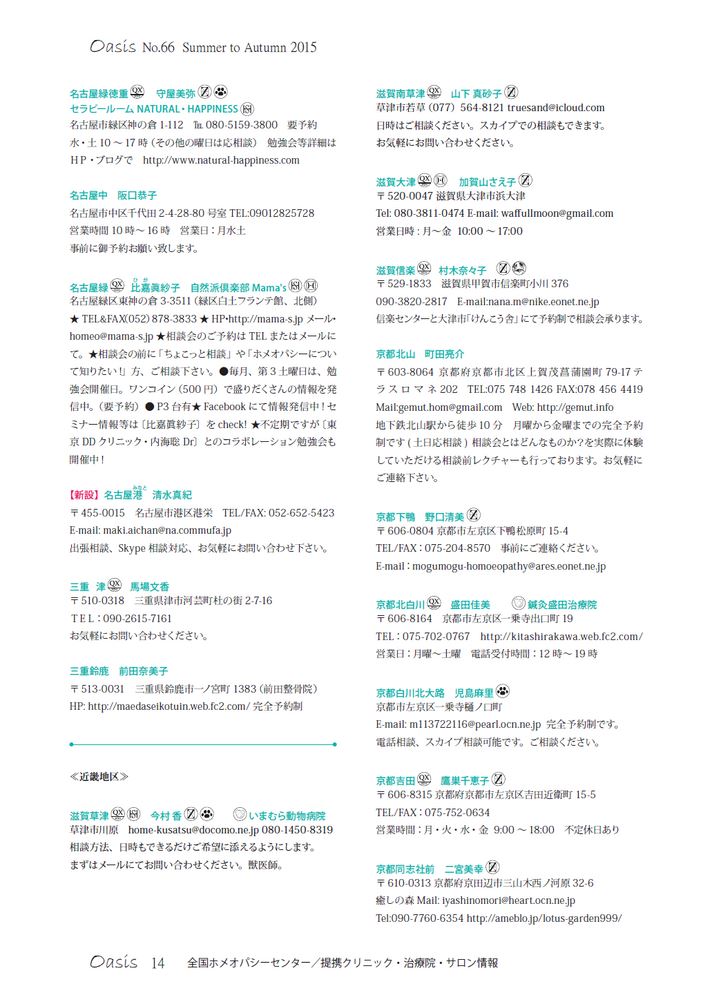 Oasis No.66 Summer to Autumn 2015
名古屋緑徳重 QX 守屋美弥 Z
セラピールーム NATURAL・HAPPINESS
名古屋市緑区神の倉 1-112 ℡ 080-5159-3800 要予約
水・土 10 ～ 17 時 (その他の曜日は応相談) 勉強会等詳細は
ＨＰ・ブログで http://www.natural-happiness.com
名古屋中 阪口恭子
名古屋市中区千代田 2-4-28-80 号室 TEL:09012825728
営業時間 10 時～ 16 時 営業日：月水土
事前に御予約お願い致します。
名古屋緑 QX 比嘉眞紗子 自然派倶楽部 Mama's H
ひ が
名古屋緑区東神の倉 3-3511 (緑区白土フランテ館、北側)
★ TEL&FAX(052) 878-3833 ★ HP・http://mama-s.jp メール・
homeo@mama-s.jp ★相談会のご予約は TEL またはメールに
て。★相談会の前に「ちょこっと相談」や「ホメオパシーについ
て知りたい！」方、ご相談下さい。●毎月、第 3 土曜日は、勉
強会開催日。ワンコイン (500 円) で盛りだくさんの情報を発
信中。(要予約) ● P3 台有★ Facebook にて情報発信中！セ
ミナー情報等は〔比嘉眞紗子〕を check! ★不定期ですが〔東
京 DD クリニック・内海聡 Dr〕とのコラボレーション勉強会も
開催中！
【新設】名古屋港 清水真紀
みなと
〒455-0015 名古屋市港区港栄 TEL/FAX: 052-652-5423
E-mail: maki.aichan@na.commufa.jp
出張相談、Skype 相談対応、お気軽にお問い合わせ下さい。
三重 津 QX 馬場文香
〒510-0318 三重県津市河芸町杜の街 2-7-16
ＴＥＬ：090-2615-7161
お気軽にお問い合わせください。
三重鈴鹿 前田奈美子
〒513-0031 三重県鈴鹿市一ノ宮町 1383 (前田整骨院)
HP: http://maedaseikotuin.web.fc2.com/ 完全予約制
≪近畿地区≫
滋賀草津 QX 今村 香 Z いまむら動物病院
草津市川原 home-kusatsu@docomo.ne.jp 080-1450-8319
相談方法、日時もできるだけご希望に添えるようにします。
まずはメールにてお問い合わせください。獣医師。
滋賀南草津 QX 山下 真砂子 Z
草津市若草 (077) 564-8121 truesand@icloud.com
日時はご相談ください。スカイプでの相談もできます。
お気軽にお問い合わせください。
滋賀大津 QX H 加賀山さえ子 Z
〒520-0047 滋賀県大津市浜大津
Tel: 080-3811-0474 E-mail: waffullmoon@gmail.com
営業日時 : 月～金 10:00 ～ 17:00
滋賀信楽 QX 村木奈々子 Z
〒529-1833 滋賀県甲賀市信楽町小川 376
090-3820-2817 E-mail:nana.m@nike.eonet.ne.jp
信楽センターと大津市「けんこう舎」にて予約制で相談会承ります。
京都北山 町田亮介
〒603-8064 京都府京都市北区上賀茂菖蒲園町 79-17 テ
ラスロマネ 202 TEL:075 748 1426 FAX:078 456 4419
Mail:gemut.hom@gmail.com Web: http://gemut.info
地下鉄北山駅から徒歩 10 分 月曜から金曜までの完全予約
制です ( 土日応相談 ) 相談会とはどんなものか？を実際に体験
していただける相談前レクチャーも行っております。お気軽に
ご連絡下さい。
京都下鴨 野口清美 Z
〒606-0804 京都市左京区下鴨松原町 15-4
TEL/FAX：075-204-8570 事前にご連絡ください。
E-mail：mogumogu-homoeopathy@ares.eonet.ne.jp
京都北白川 QX 盛田佳美 鍼灸盛田治療院
〒606-8164 京都市左京区一乗寺出口町 19
TEL：075-702-0767 http://kitashirakawa.web.fc2.com/
営業日：月曜～土曜 電話受付時間：12 時～ 19 時
京都白川北大路 児島麻里
京都市左京区一乗寺樋ノ口町
E-mail: m113722116@pearl.ocn.ne.jp 完全予約制です。
電話相談、スカイプ相談可能です。ご相談ください。
京都吉田 QX 鷹巣千恵子 Z
〒606-8315 京都府京都市左京区吉田近衛町 15-5
TEL/FAX：075-752-0634
営業時間：月・火・水・金 9:00 ～ 18:00 不定休日あり
京都同志社前 二宮美幸 Z
〒610-0313 京都府京田辺市三山木西ノ河原 32-6
癒しの森 Mail: iyashinomori@heart.ocn.ne.jp
Tel:090-7760-6354 http://ameblo.jp/lotus-garden999/
Oasis 14 全国ホメオパシーセンター／提携クリニック・治療院・サロン情報